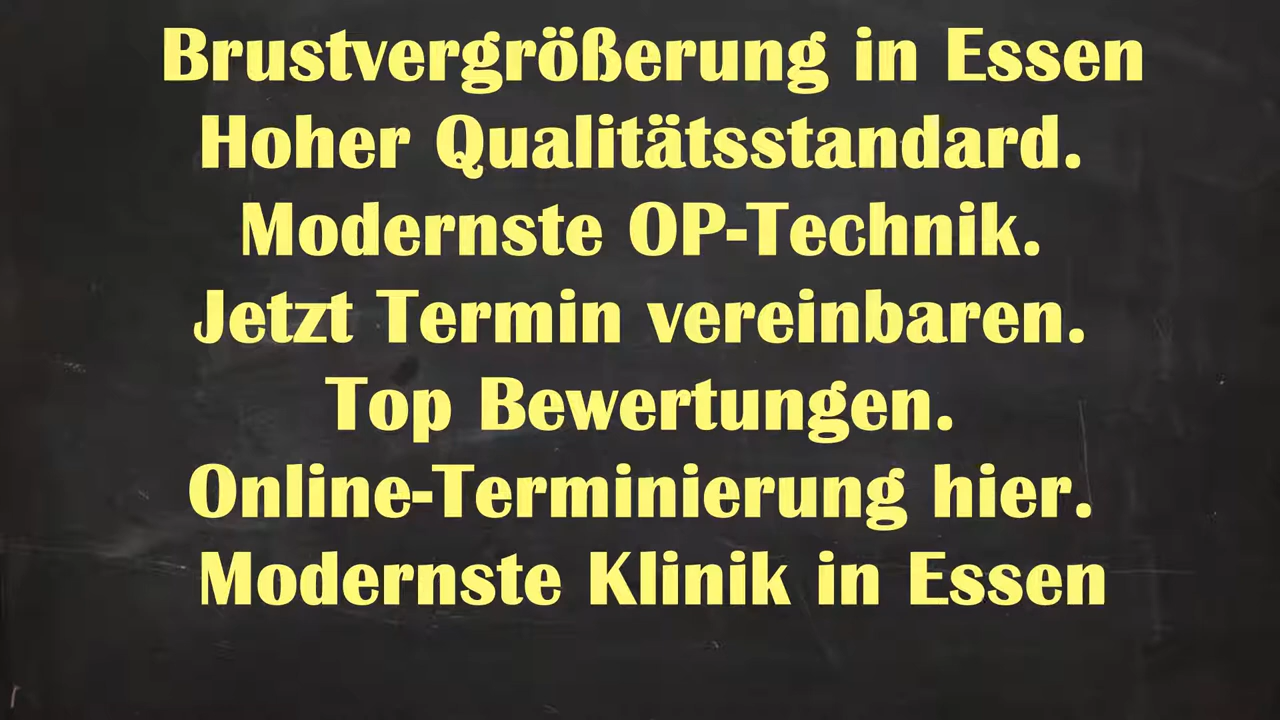 Brustvergrößerung in Essen
Hoher Qualitätsstandard.
Modernste OP-Technik.
Jetzt Termin vereinbaren.
Top Bewertungen.
Online-Terminierung hier.
Modernste Klinik in Essen